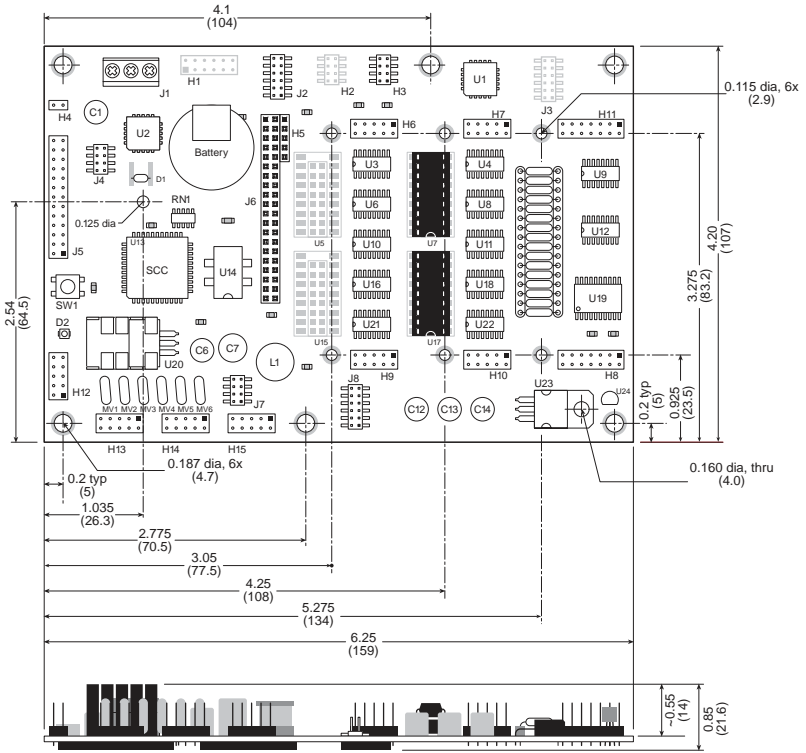 4.1
(104)
J1
H1
J2
H2
H3
U1
J3
0.115 dia, 6x
(2.9)
H4
C1
U2
Battery
H5
H6
H7
H11
J4
D1
U3
U4
U9
0.125 dia
RN1
J6
U6
U8
U5
U7
U10
U11
U12
J5
U13
SCC
U14
U16
U18
U19
SW1
D2
U21
U22
U15
U17
U20
C6
C7
L1
H12
J8
H9
H10
H8
U23
U24
MV1
MV2
MV3
MV4
MV5
MV6
J7
C12
C13
C14
H13
H14
H15
2.54
(64.5)
4.20
(107)
3.275
(83.2)
0.925
(23.5)
0.2 typ
(5)
0.187 dia, 6x
(4.7)
0.160 dia, thru
(4.0)
0.2 typ
(5)
1.035
(26.3)
2.775
(70.5)
3.05
(77.5)
4.25
(108)
5.275
(134)
6.25
(159)
~0.55
(14)
0.85
(21.6)